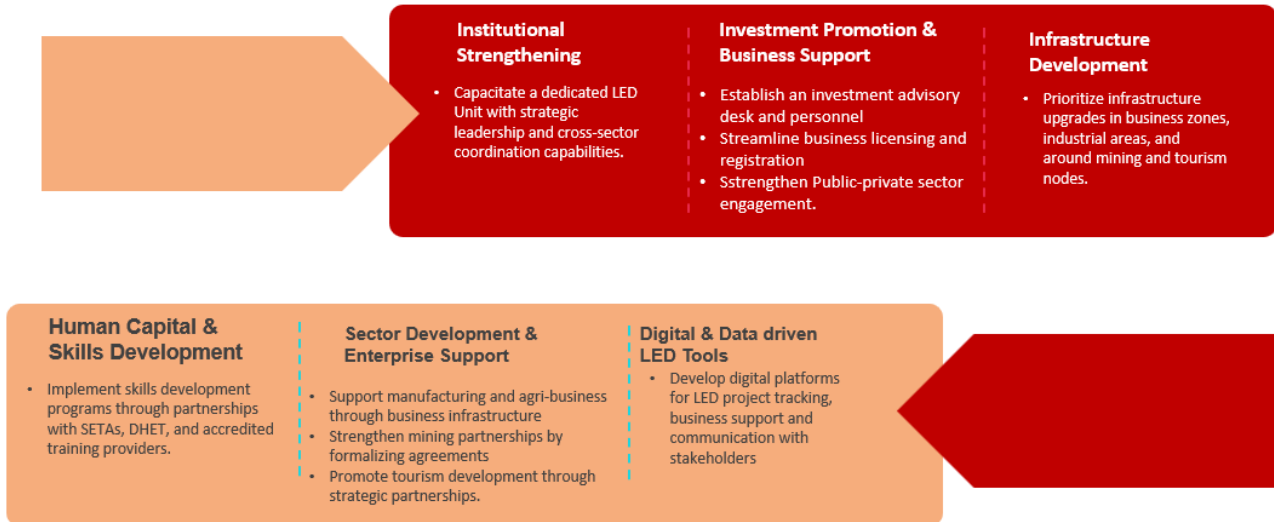 Institutional
Strengthening
• Capacitate a dedicated LED
Unit with strategic
leadership and cross-sector
coordination capabilities.
Investment Promotion &
Business Support
• Establish an investment advisory
desk and personnel
• Streamline business licensing and
registration
• Sstrengthen Public-private sector
engagement.
Infrastructure
Development
• Prioritize infrastructure
upgrades in business zones,
industrial areas, and
around mining and tourism
nodes.
Human Capital &
Skills Development
• Implement skills development
programs through partnerships
with SETAs, DHET, and accredited
training providers.
Sector Development &
Enterprise Support
• Support manufacturing and agri-business
through business infrastructure
• Strengthen mining partnerships by
formalizing agreements
• Promote tourism development through
strategic partnerships.
Digital & Data driven
LED Tools
• Develop digital platforms
for LED project tracking,
business support and
communication with
stakeholders